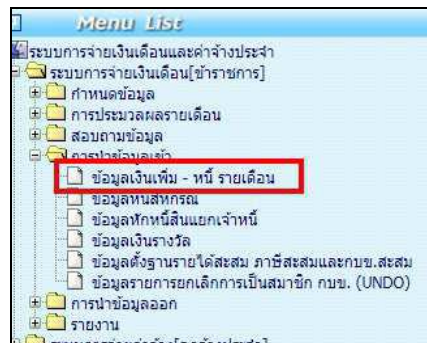 Menu List
ระบบการจ่ายเงินเดือนและค่าจ้างประจำ
ระบบการจ่ายเงินเดือน[ข้าราชการ]
กำหนดข้อมูล
การประมวลผลรายเดือน
สอบถามข้อมูล
การนำข้อมูลเข้า
ข้อมูลเงินเพิ่ม - หนี้ รายเดือน
ข้อมูลหนี้สหกรณ์
ข้อมูลหักหนี้สินแยกเจ้าหนี้
ข้อมูลเงินรางวัล
ข้อมูลตั้งฐานรายได้สะสม ภาษีสะสมและกบข.สะสม
ข้อมูลรายการยกเลิกการเป็นสมาชิก กบข. (UNDO)
การนำข้อมูลออก
รายงาน